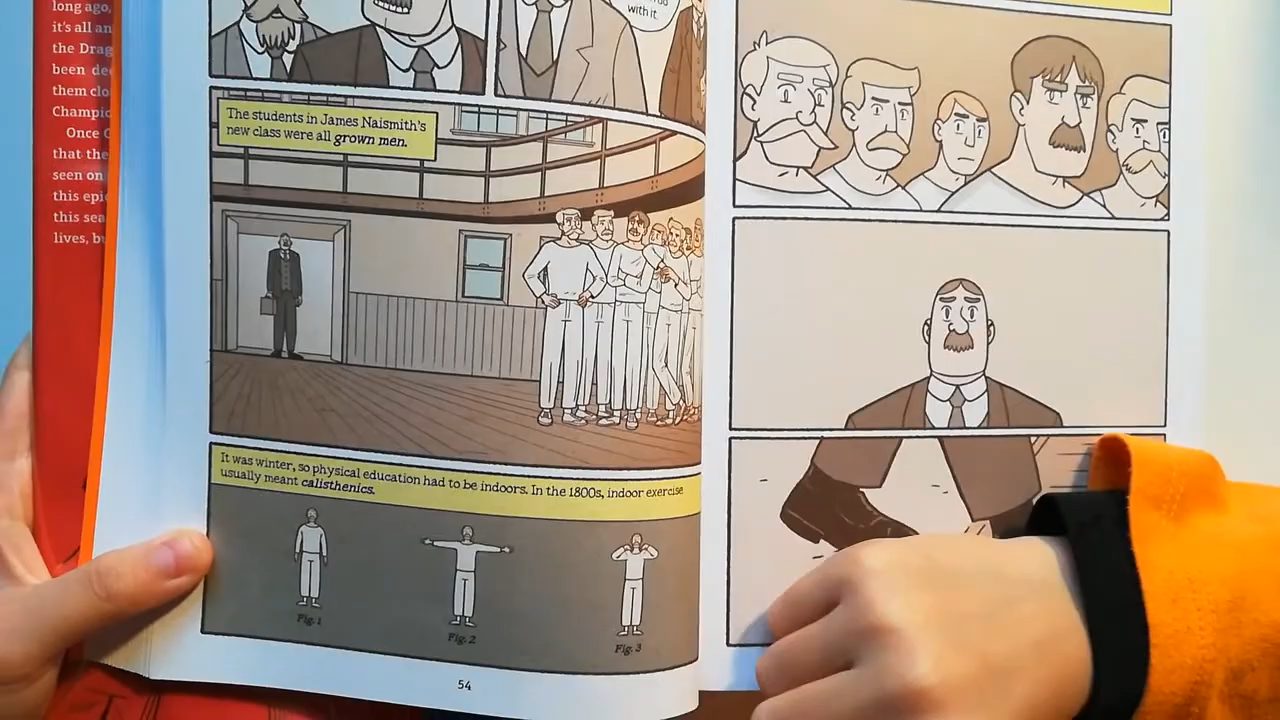 long ago,
it's all an
the Drag
been de
them clo
Champio
Once
that the
seen on
this epi
this sea
lives, b
with it.
The students in James Naismith's
new class were all grown men.
It was winter, so physical education had to be indoors. In the 1800s, indoor exercise
usually meant calisthenics.
Fig. 1
Fig. 2
Fig. 3
54